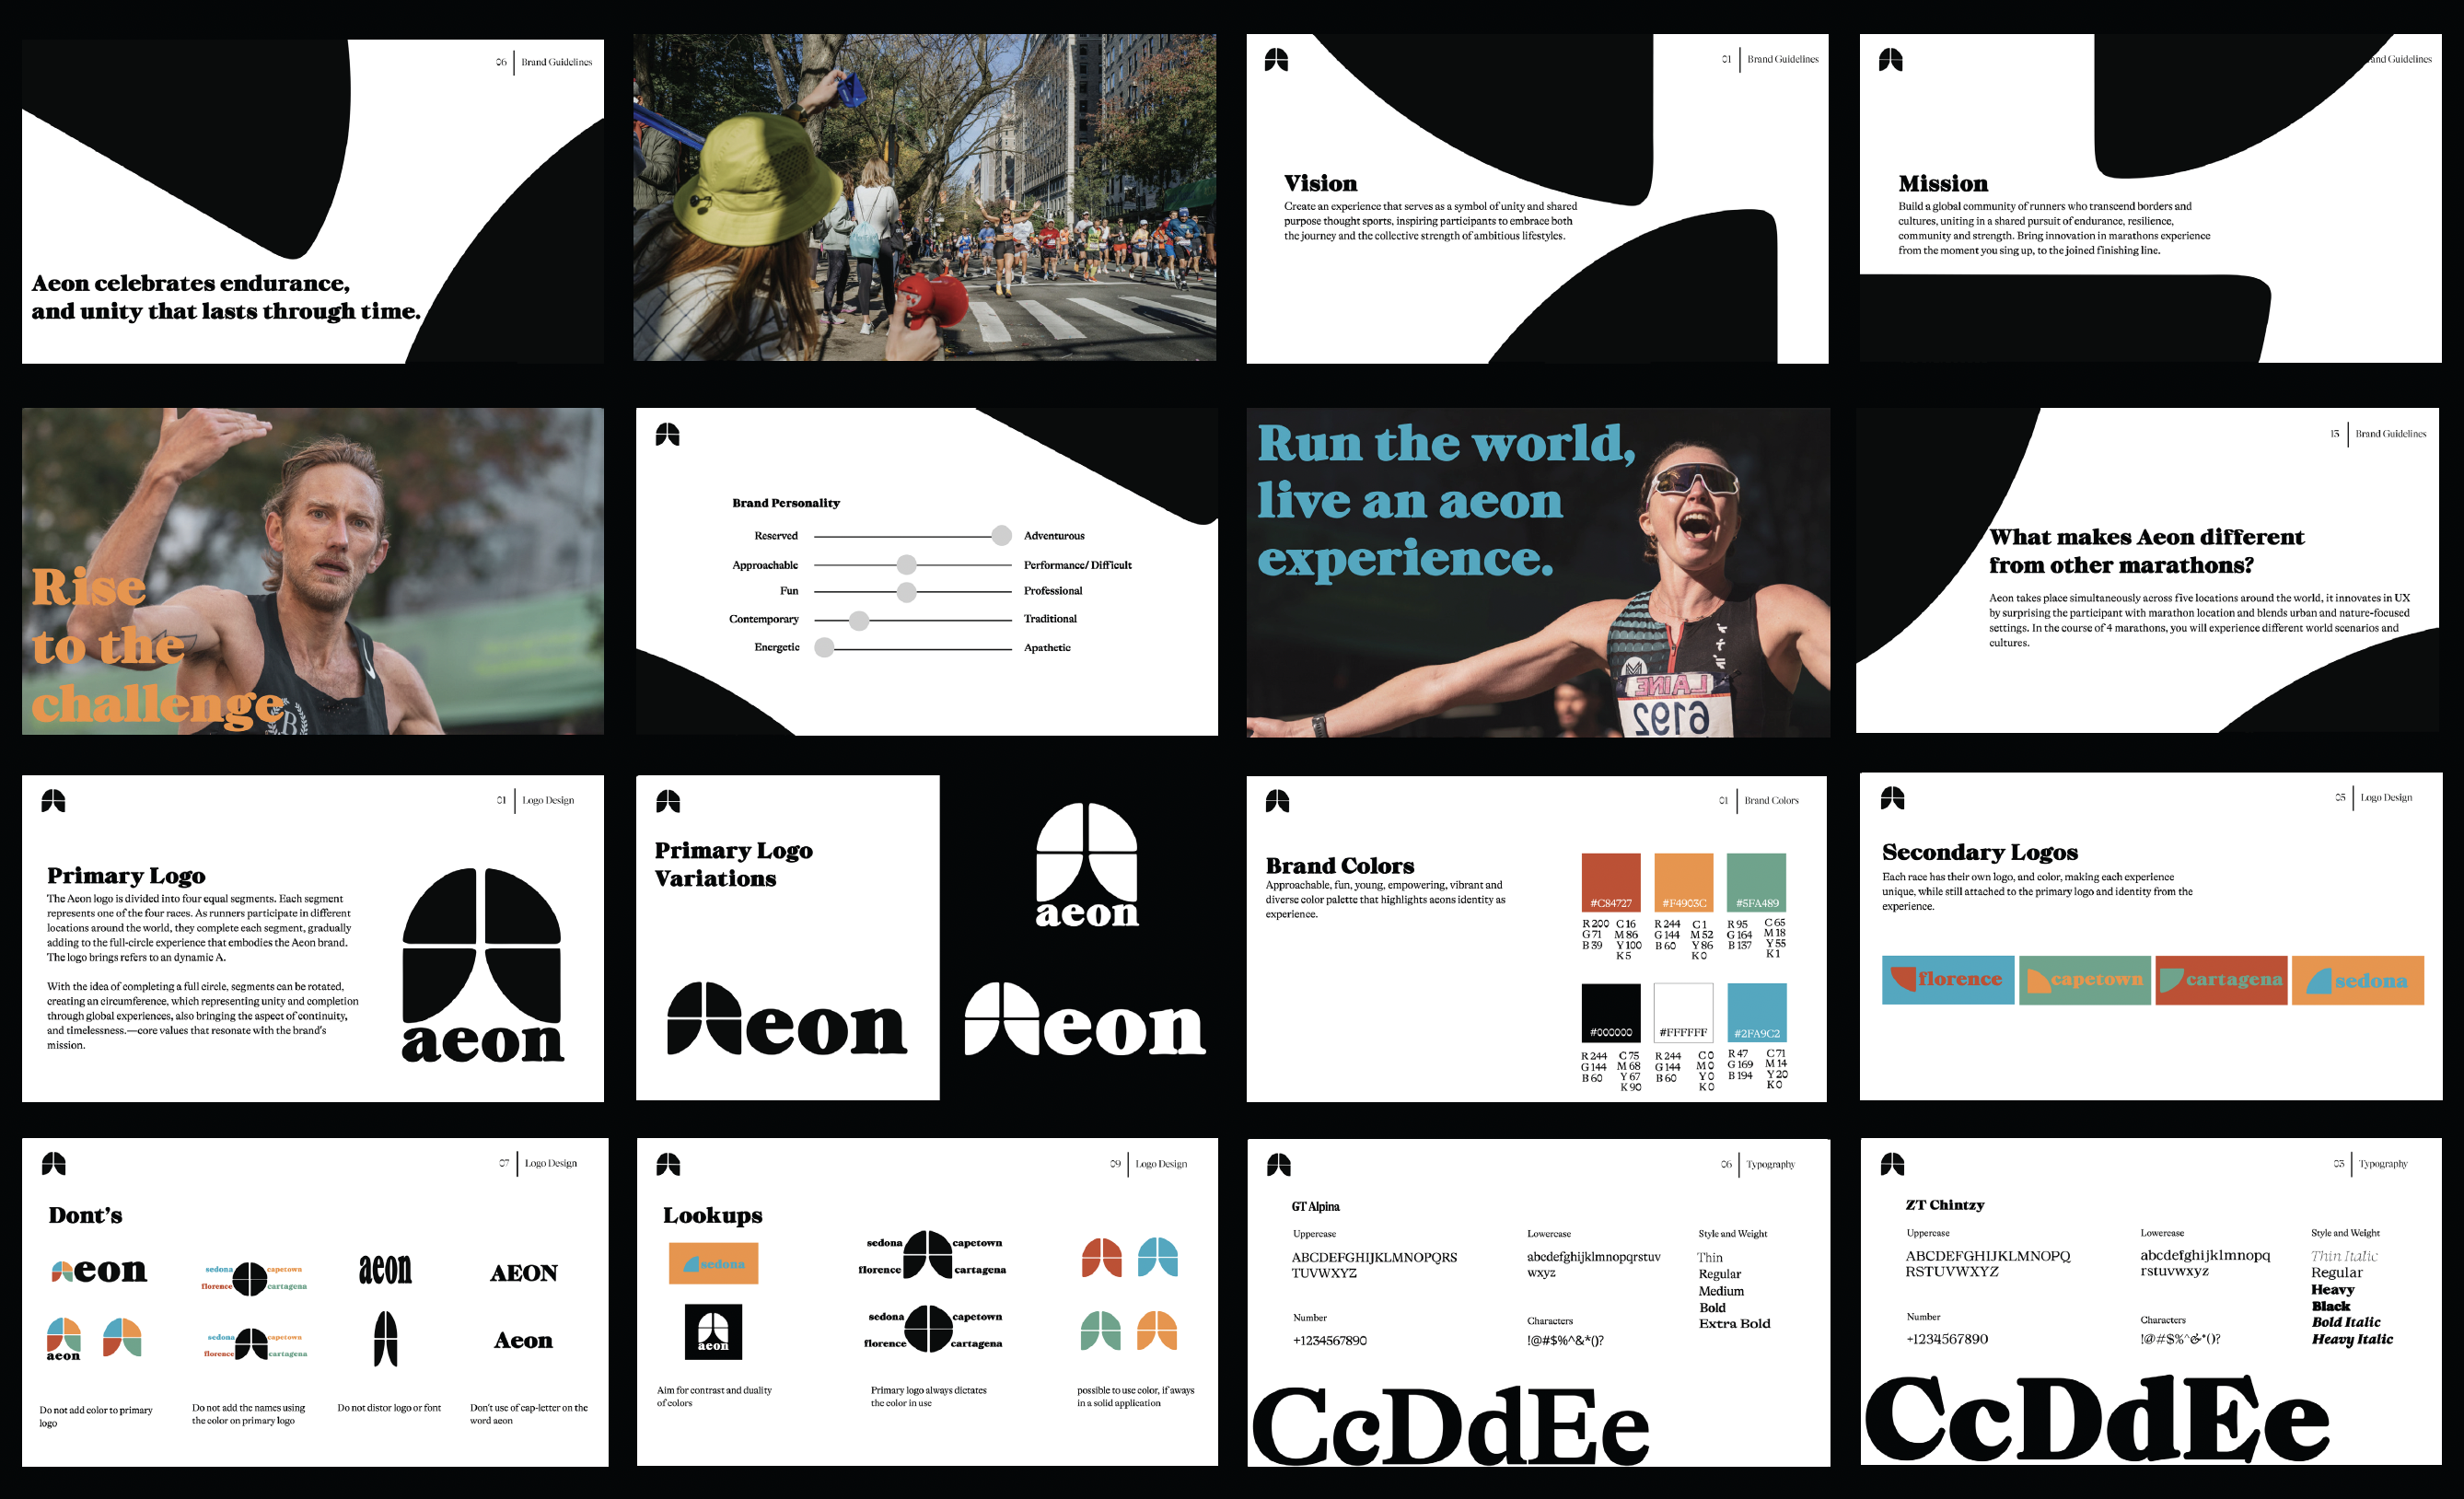 06 | Brand Guidelines
Aeon celebrates endurance,
and unity that lasts through time.
01 | Brand Guidelines
Vision
Create an experience that serves as a symbol of unity and shared
purpose thought sports, inspiring participants to embrace both
the journey and the collective strength of ambitious lifestyles.
and Guidelines
Mission
Build a global community of runners who transcend borders and
cultures, uniting in a shared pursuit of endurance, resilience,
community and strength. Bring innovation in marathons experience
from the moment you sing up, to the joined finishing line.
Rise
to the
challenge
B
Brand Personality
Reserved Adventurous
Approachable Performance/ Difficult
Fun Professional
Contemporary Traditional
Energetic Apathetic
Run the world,
live an aeon
experience.
LAINE
6192
13 | Brand Guidelines
What makes Aeon different
from other marathons?
Aeon takes place simultaneously across five locations around the world, it innovates in UX
by surprising the participant with marathon location and blends urban and nature-focused
settings. In the course of 4 marathons, you will experience different world scenarios and
cultures.
01 | Logo Design
Primary Logo
The Aeon logo is divided into four equal segments. Each segment
represents one of the four races. As runners participate in different
locations around the world, they complete each segment, gradually
adding to the full-circle experience that embodies the Aeon brand.
The logo brings refers to an dynamic A.
With the idea of completing a full circle, segments can be rotated,
creating an circumference, which representing unity and completion
through global experiences, also bringing the aspect of continuity,
and timelessness.—core values that resonate with the brand's
mission.
aeon
Primary Logo
Variations
aeon
eon
eon
01 | Brand Colors
Brand Colors
Approachable, fun, young, empowering, vibrant and
diverse color palette that highlights aeons identity as
experience.
#C84727 #F4903C #5FA489
R 200 C 16 R 244 C 1 R 95 C 65
G 71 M 86 G 144 M 52 G 164 M 18
B 39 Y 100 B 60 Y 86 B 137 Y 55
K 5 K 0 K 1
#000000 #FFFFFF #2FA9C2
R 244 C 75 R 244 C 0 R 47 C 71
G 144 M 68 G 144 M 0 G 169 M 14
B 60 Y 67 B 60 Y 0 B 194 Y 20
K 90 K 0 K 0
05 | Logo Design
Secondary Logos
Each race has their own logo, and color, making each experience
unique, while still attached to the primary logo and identity from the
experience.
florence capetown cartagena sedona
07 | Logo Design
Dont's
eon
sedona capetown
florence cartagena
aeon
AEON
aeon
sedona capetown
florence cartagena
Aeon
Do not add color to primary
logo
Do not add the names using
the color on primary logo
Do not distor logo or font
Don't use of cap-letter on the
word aeon
09 | Logo Design
Lookups
sedona
sedona capetown
florence cartagena
aeon
sedona capetown
florence cartagena
Aim for contrast and duality
of colors
Primary logo always dictates
the color in use
possible to use color, if aways
in a solid application
06 | Typography
GT Alpina
Uppercase
ABCDEFGHIJKLMNOPQRS
TUVWXYZ
Lowercase
abcdefghijklmnopqrstuv
wxyz
Style and Weight
Thin
Regular
Medium
Bold
Extra Bold
Number
+1234567890
Characters
!@#$%^&*()?
CcDdEe
03 | Typography
ZT Chintzy
Uppercase
ABCDEFGHIJKLMNOPQ
RSTUVWXYZ
Lowercase
abcdefghijklmnopq
rstuvwxyz
Style and Weight
Thin Italic
Regular
Heavy
Black
Bold Italic
Heavy Italic
Number
+1234567890
Characters
!@#$%^&*()?
CcDdEe